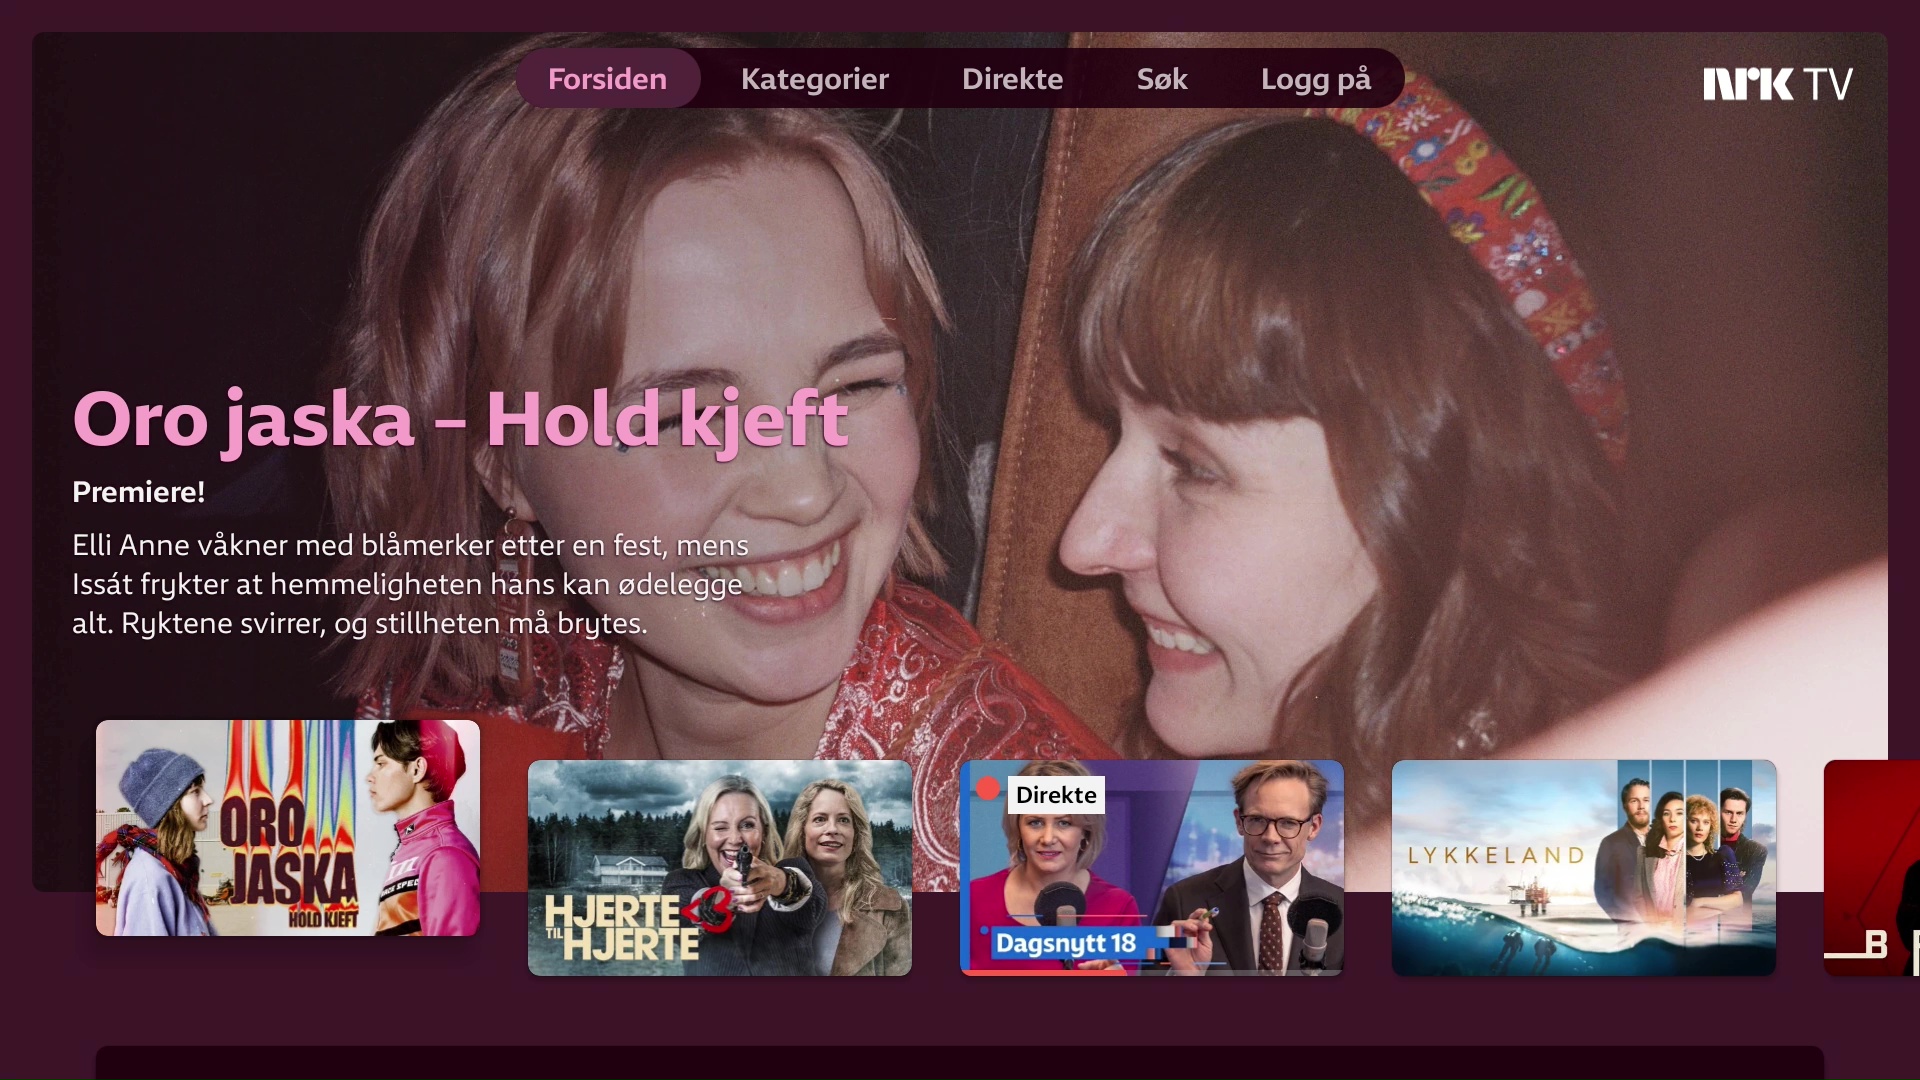 Forsiden
Kategorier
Direkte
Søk
Logg på
NRK TV
Oro jaska – Hold kjeft
Premiere!
Elli Anne våkner med blåmerker etter en fest, mens
Issát frykter at hemmeligheten hans kan ødelegge
alt. Ryktene svirrer, og stillheten må brytes.
ORO
JASKA
HOLD KJEFT
HJERTE
TIL
HJERTE
Direkte
Dagsnytt 18
LYKKELAND
B